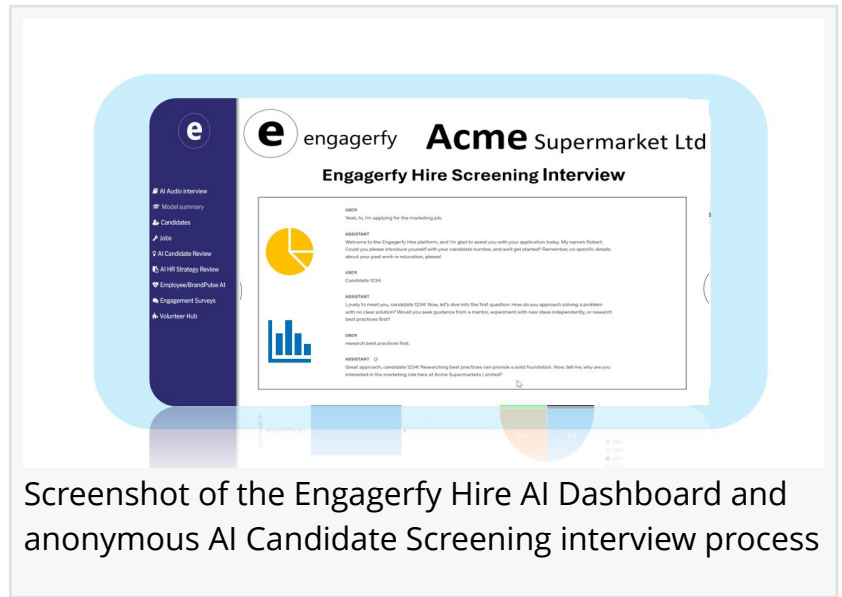 e
e engagerfy Acme Supermarket Ltd
Engagerfy Hire Screening Interview
AI Audio interview
Model summary
Candidates
Jobs
AI Candidate Review
AI HR Strategy Review
Employee/BrandPulse AI
Engagement Surveys
Volunteer Hub
USER
Yeah, hi, I'm applying for the marketing job.
ASSISTANT
Welcome to the Engagerfy Hire platform, and I'm glad to assist you with your application today. My name's Robert.
Could you please introduce yourself with your candidate number, and we'll get started? Remember, no specific details
about your past work or education, please!
USER
Candidate 1234.
ASSISTANT
Lovely to meet you, candidate 1234! Now, let's dive into the first question. How do you approach solving a problem
with no clear solution? Would you seek guidance from a mentor, experiment with new ideas independently, or research
best practices first?
USER
research best practices first.
ASSISTANT
Great approach, candidate 1234! Researching best practices can provide a solid foundation. Now, tell me, why are you
interested in the marketing role here at Acme Supermarkets Limited?
Screenshot of the Engagerfy Hire AI Dashboard and
anonymous AI Candidate Screening interview process